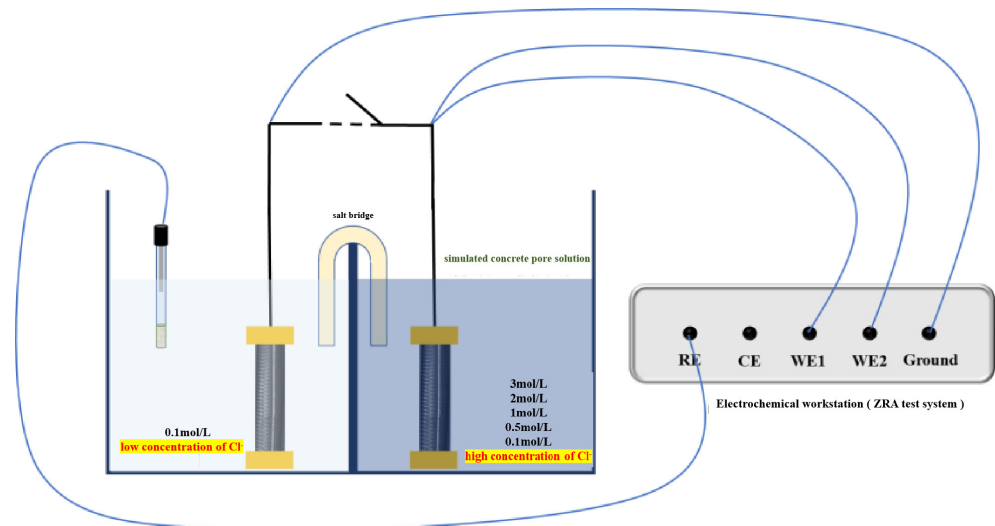 salt bridge
simulated concrete pore solution
0.1mol/L
low concentration of Cl⁻
3mol/L
2mol/L
1mol/L
0.5mol/L
0.1mol/L
high concentration of Cl⁻
RE CE WE1 WE2 Ground
Electrochemical workstation ( ZRA test system )